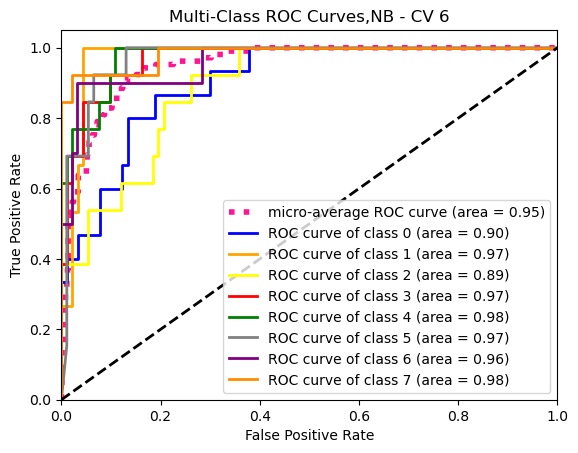 Multi-Class ROC Curves,NB - CV 6
True Positive Rate
1.0
0.8
0.6
0.4
0.2
0.0
micro-average ROC curve (area = 0.95)
ROC curve of class 0 (area = 0.90)
ROC curve of class 1 (area = 0.97)
ROC curve of class 2 (area = 0.89)
ROC curve of class 3 (area = 0.97)
ROC curve of class 4 (area = 0.98)
ROC curve of class 5 (area = 0.97)
ROC curve of class 6 (area = 0.96)
ROC curve of class 7 (area = 0.98)
0.0 0.2 0.4 0.6 0.8 1.0
False Positive Rate